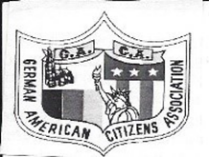 G.A. C.A.
GERMAN AMERICAN CITIZENS ASSOCIATION